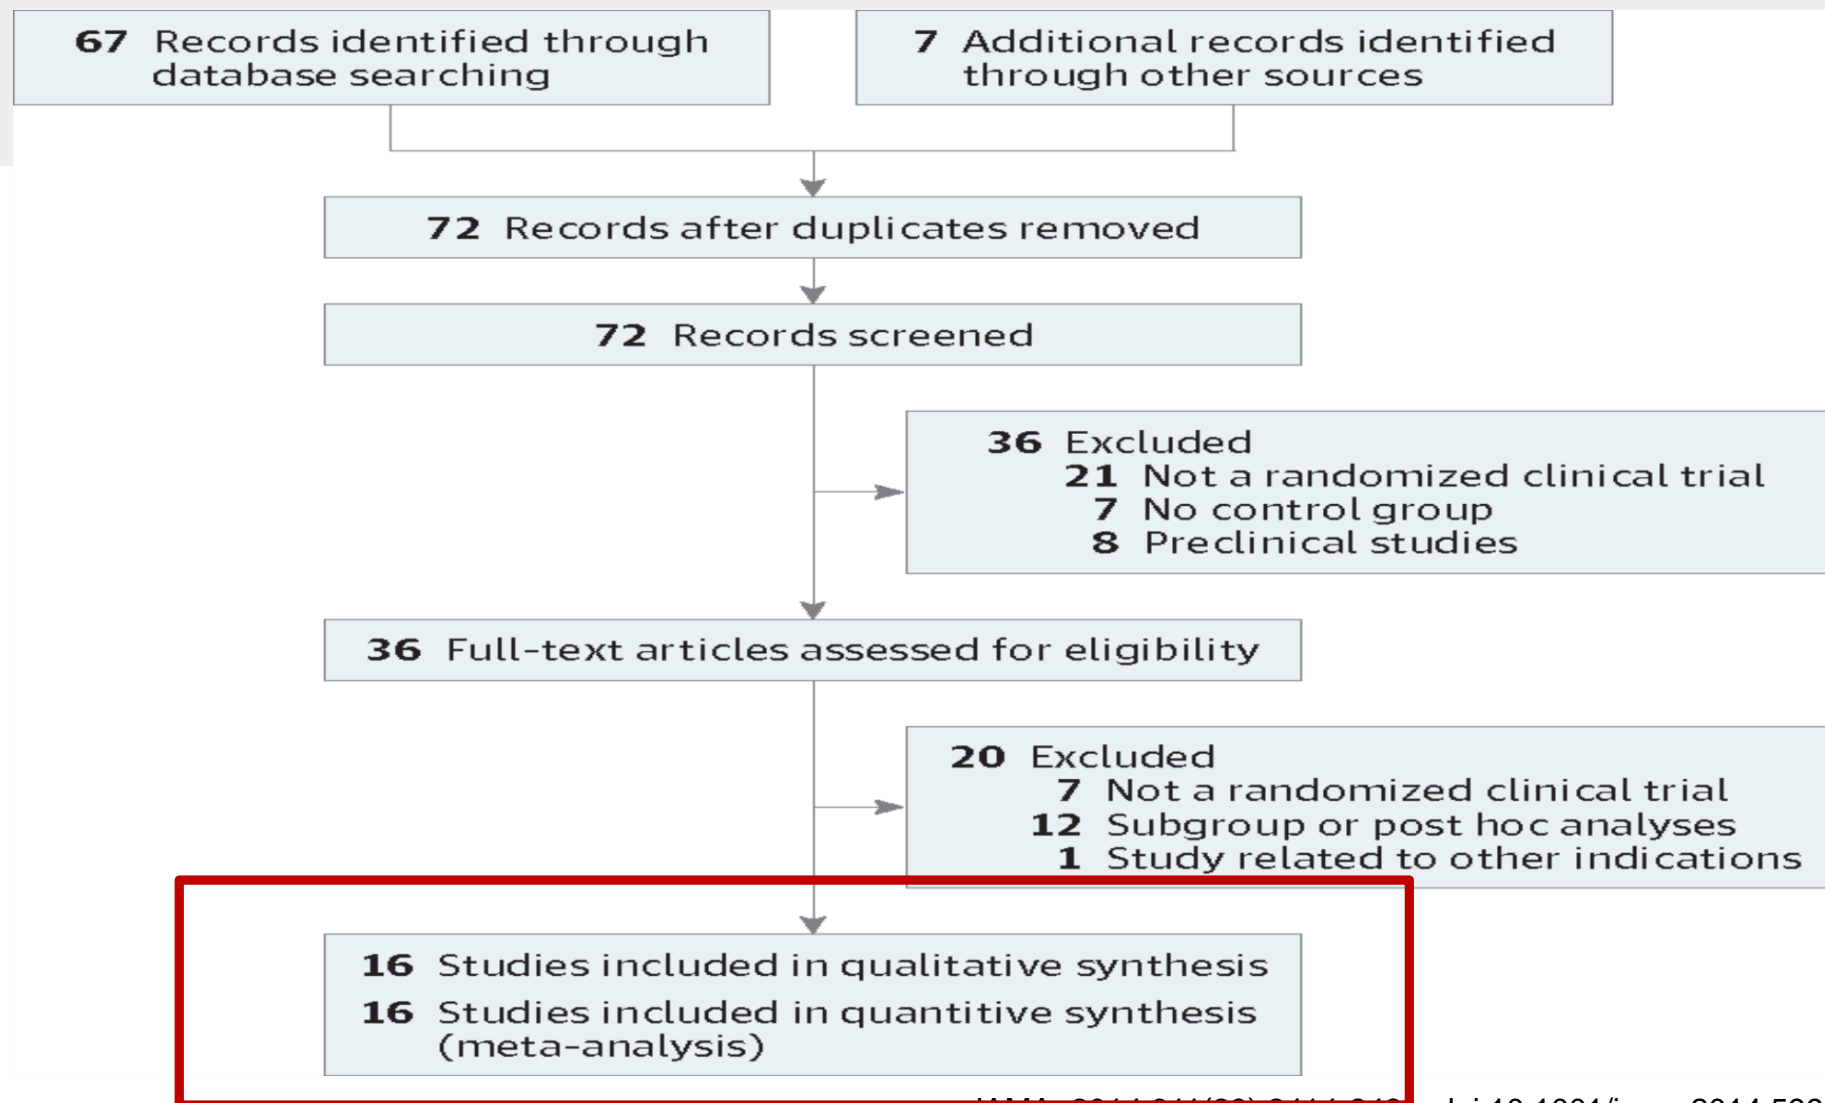 67 Records identified through
database searching
7 Additional records identified
through other sources
72 Records after duplicates removed
72 Records screened
36 Excluded
21 Not a randomized clinical trial
7 No control group
8 Preclinical studies
36 Full-text articles assessed for eligibility
20 Excluded
7 Not a randomized clinical trial
12 Subgroup or post hoc analyses
1 Study related to other indications
16 Studies included in qualitative synthesis
16 Studies included in quantitive synthesis
(meta-analysis)